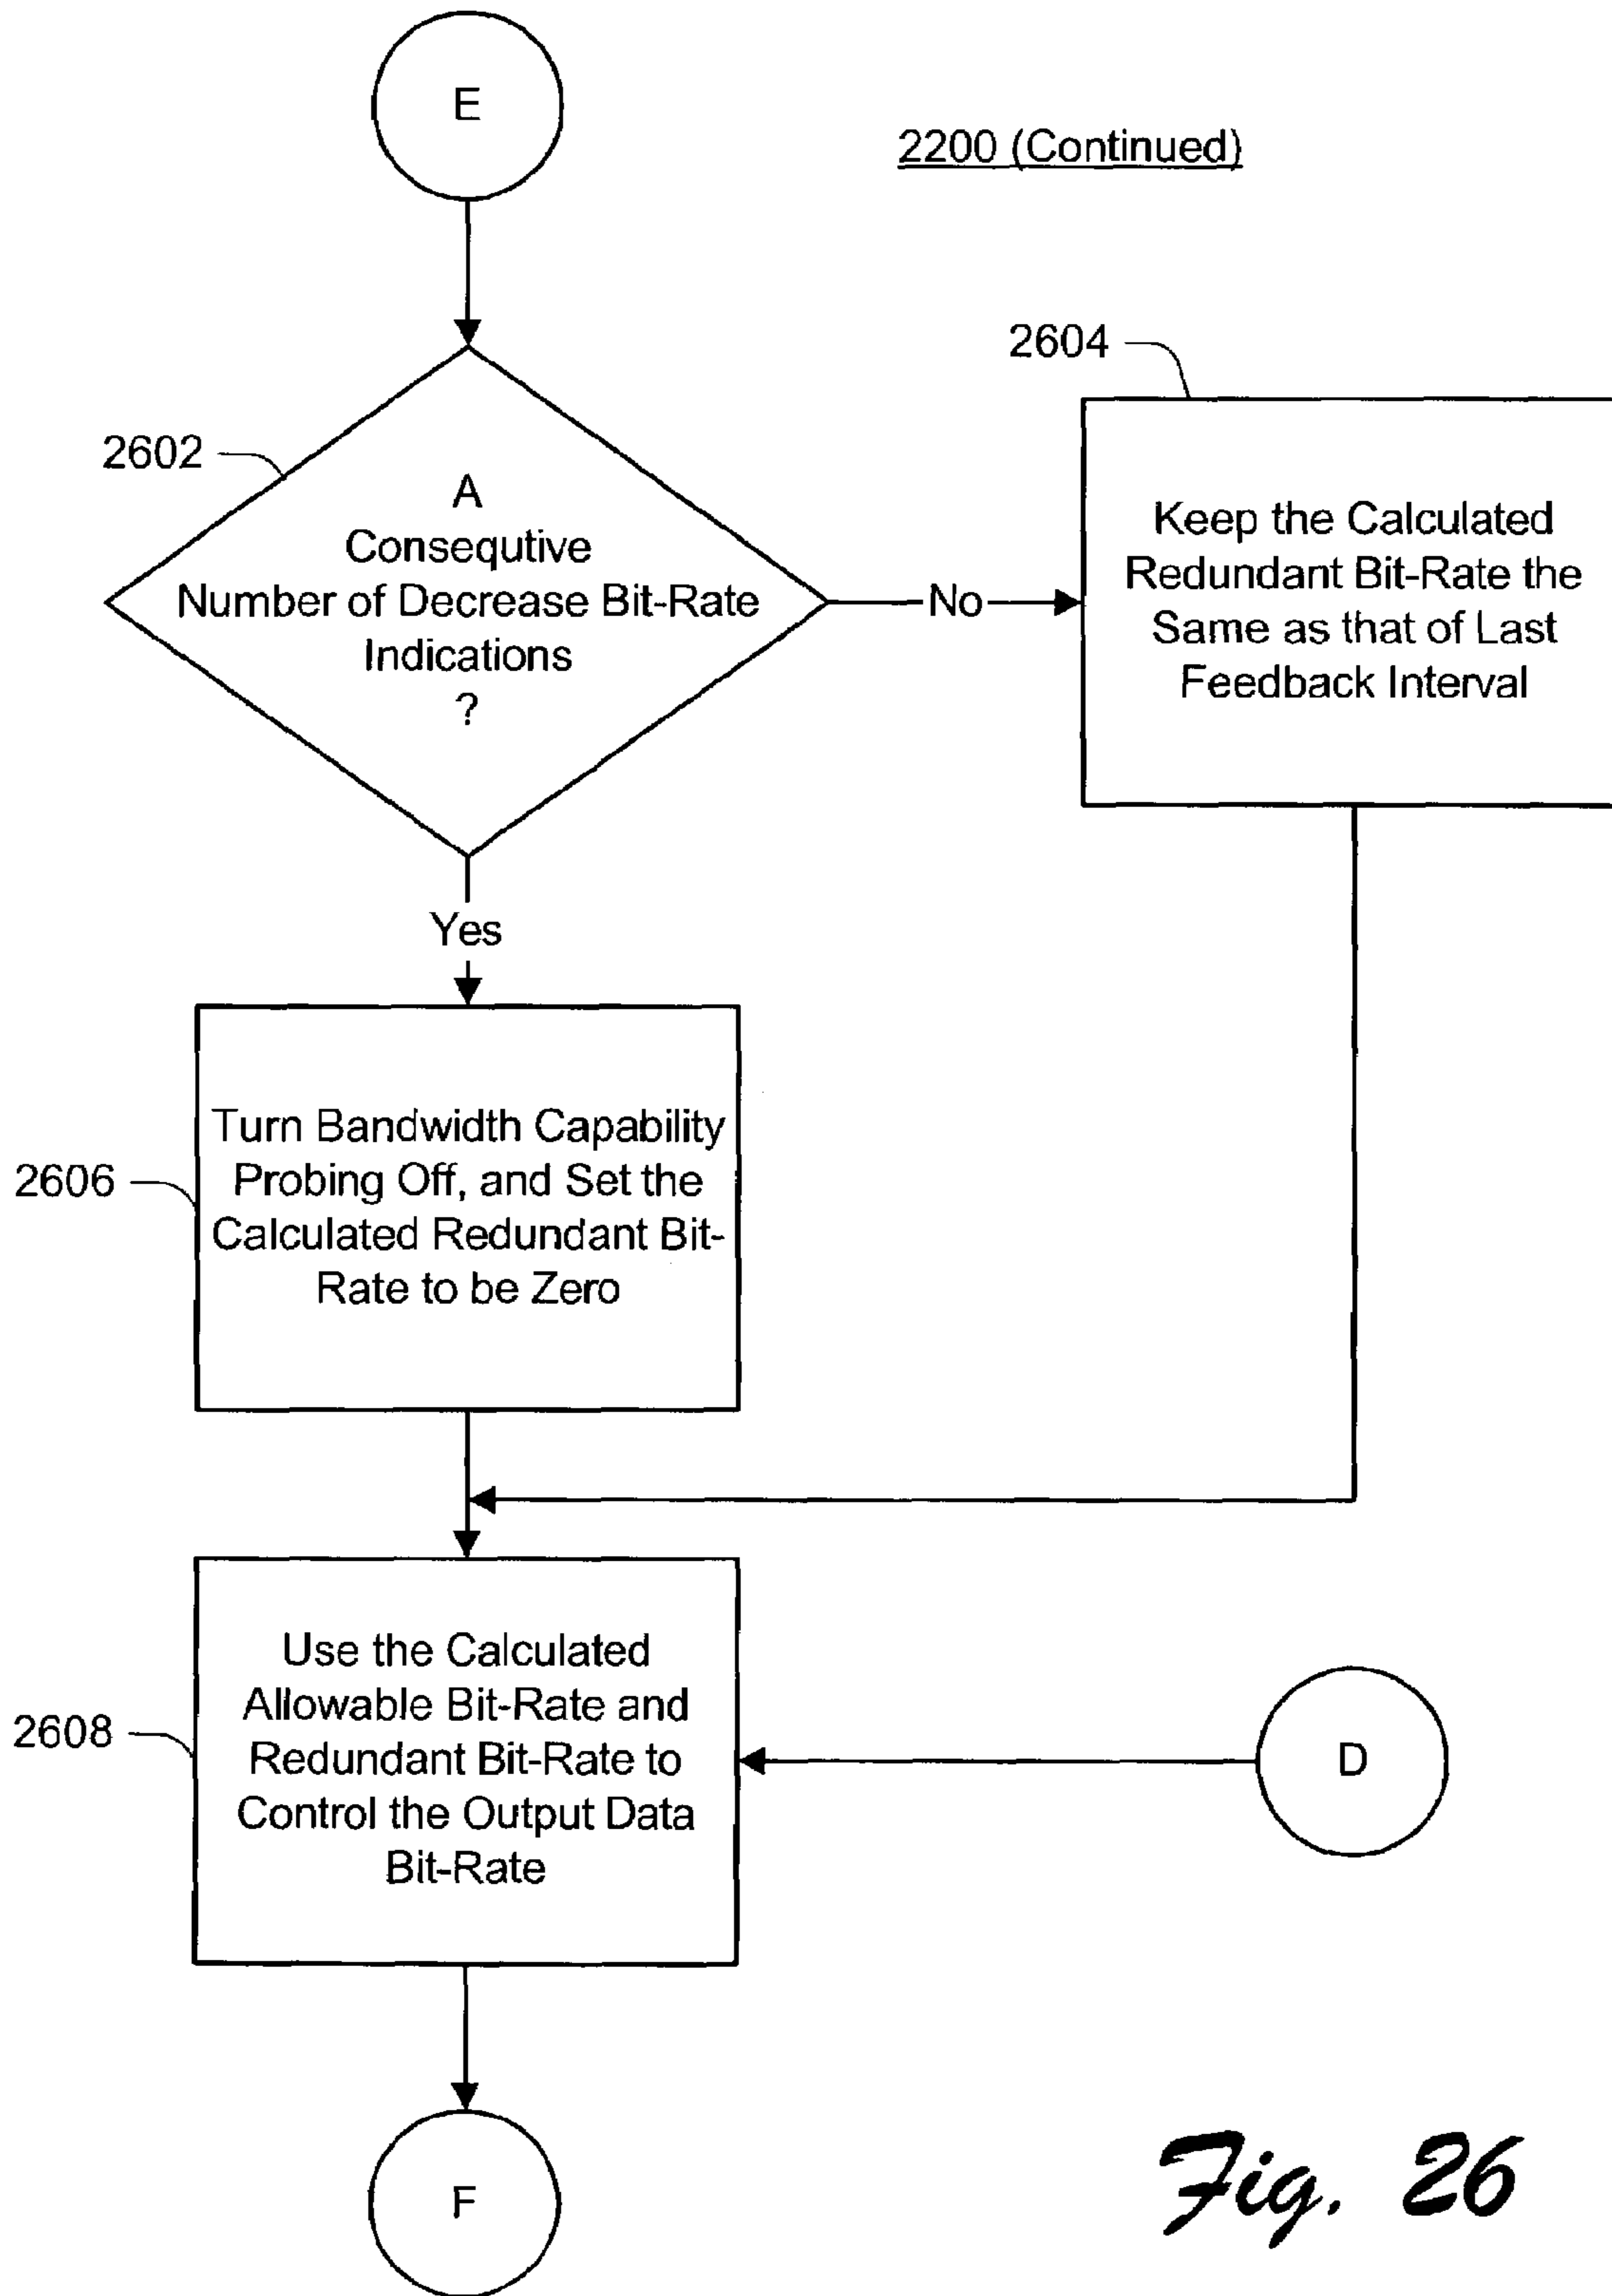 E
2200 (Continued)
2604
2602
A
Consequtive
Number of Decrease Bit-Rate
Indications
?
No
Keep the Calculated
Redundant Bit-Rate the
Same as that of Last
Feedback Interval
Yes
2606
Turn Bandwidth Capability
Probing Off, and Set the
Calculated Redundant Bit-
Rate to be Zero
2608
Use the Calculated
Allowable Bit-Rate and
Redundant Bit-Rate to
Control the Output Data
Bit-Rate
D
F
Fig. 26